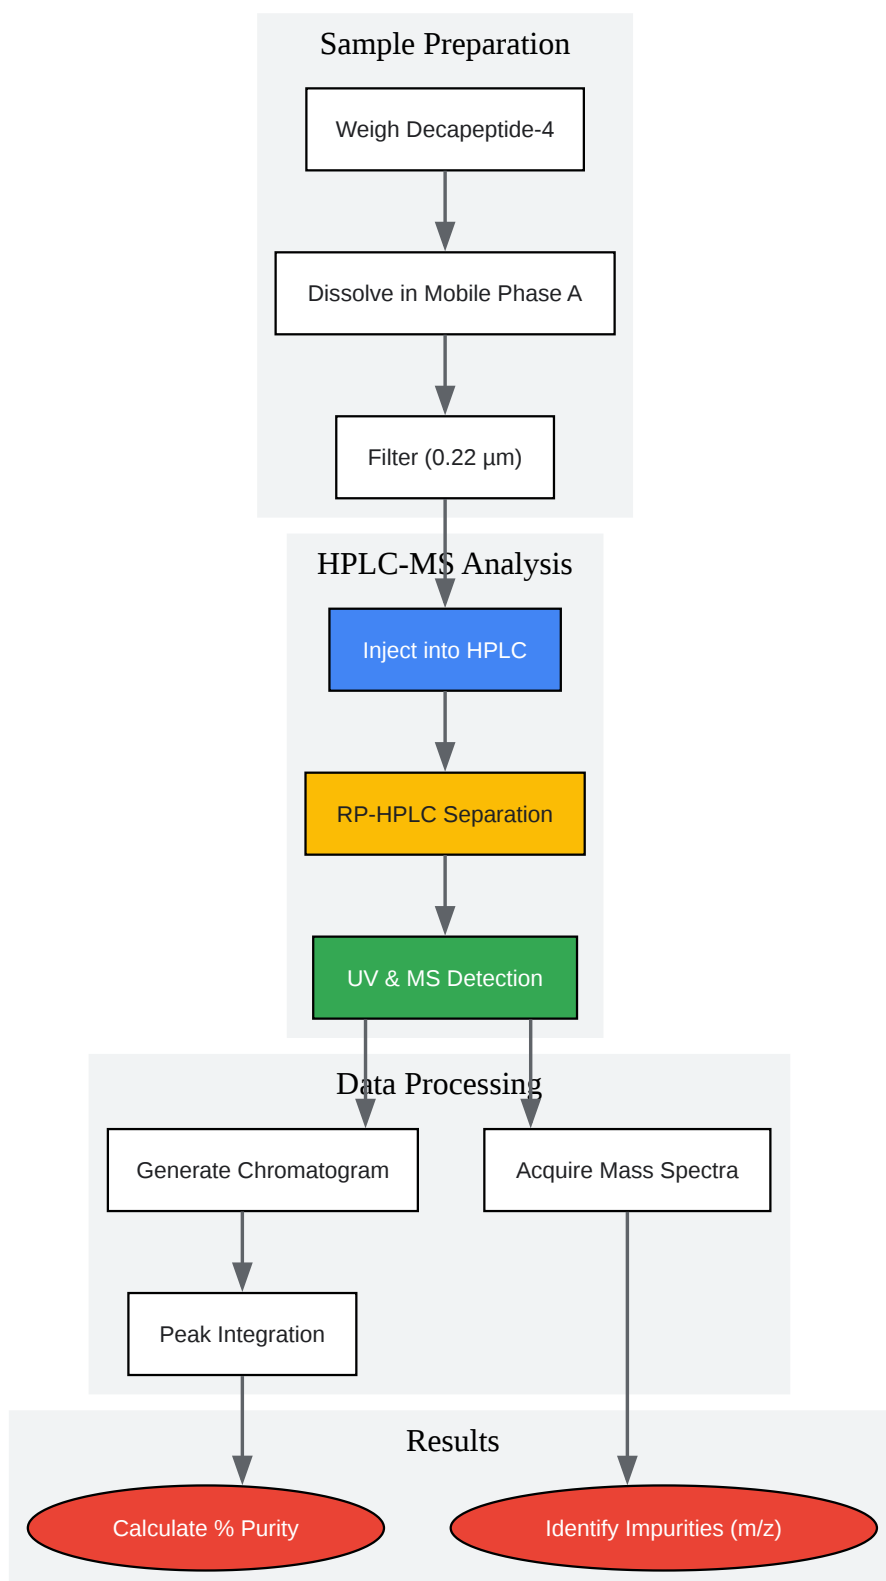 Sample Preparation
Weigh Decapeptide-4
Dissolve in Mobile Phase A
Filter (0.22 µm)
HPLC-MS Analysis
Inject into HPLC
RP-HPLC Separation
UV & MS Detection
Data Processing
Generate Chromatogram
Acquire Mass Spectra
Peak Integration
Results
Calculate % Purity
Identify Impurities (m/z)